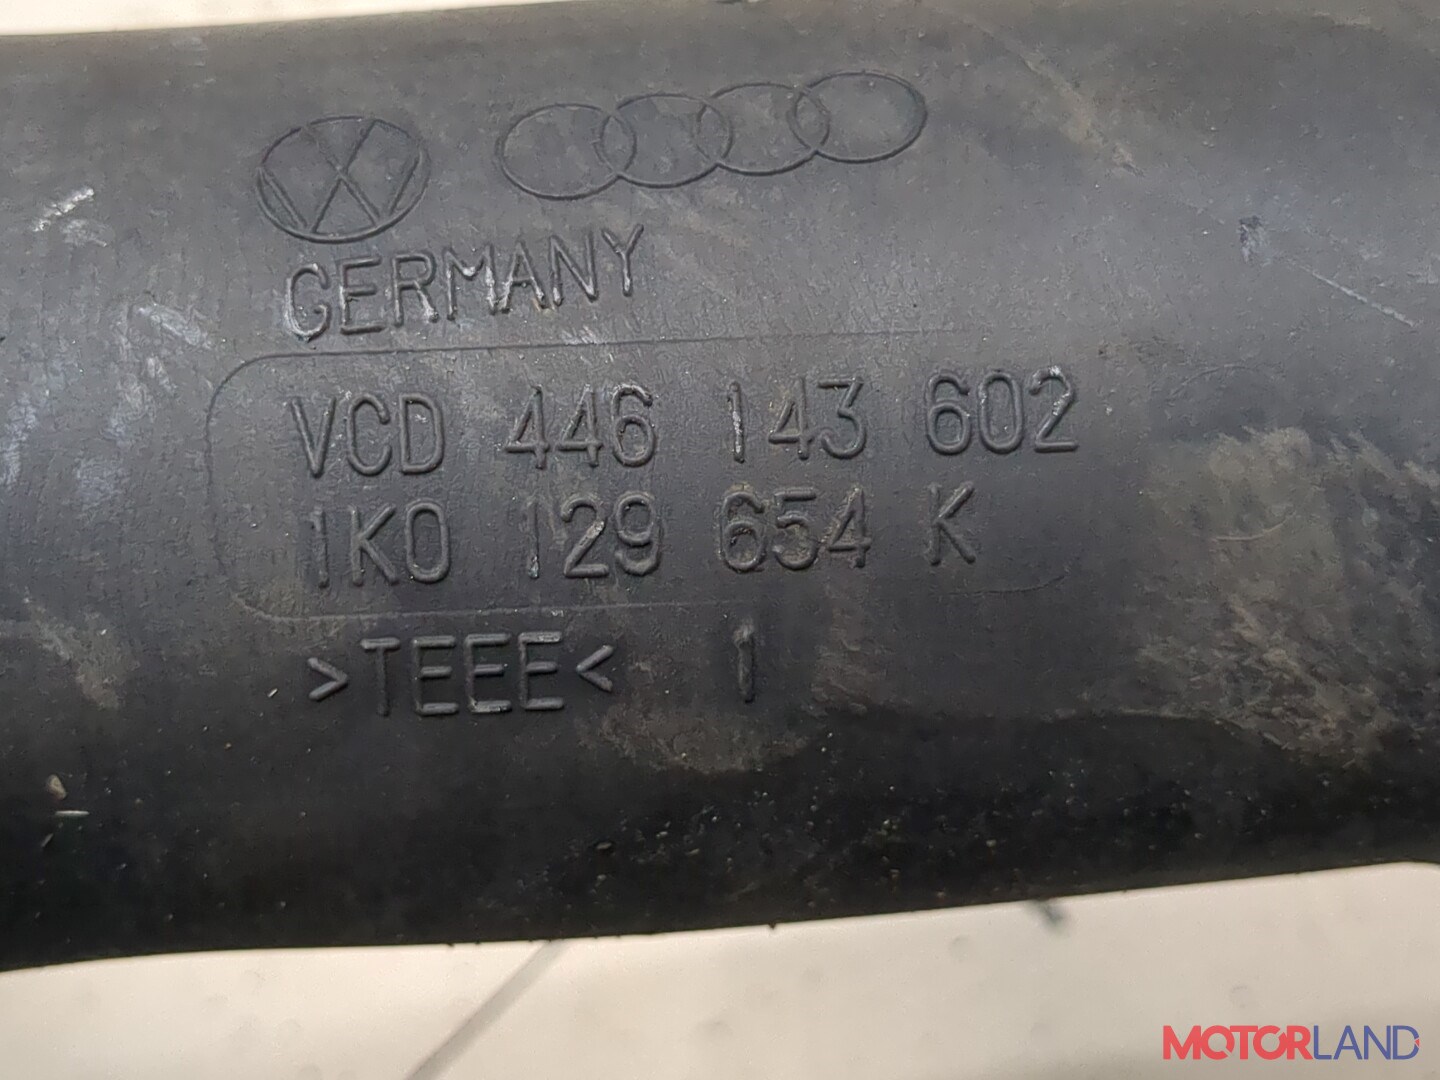 GERMANY
VCD 446 143 602
1K0 129 654 K
>TEEE< 1
MOTORLAND